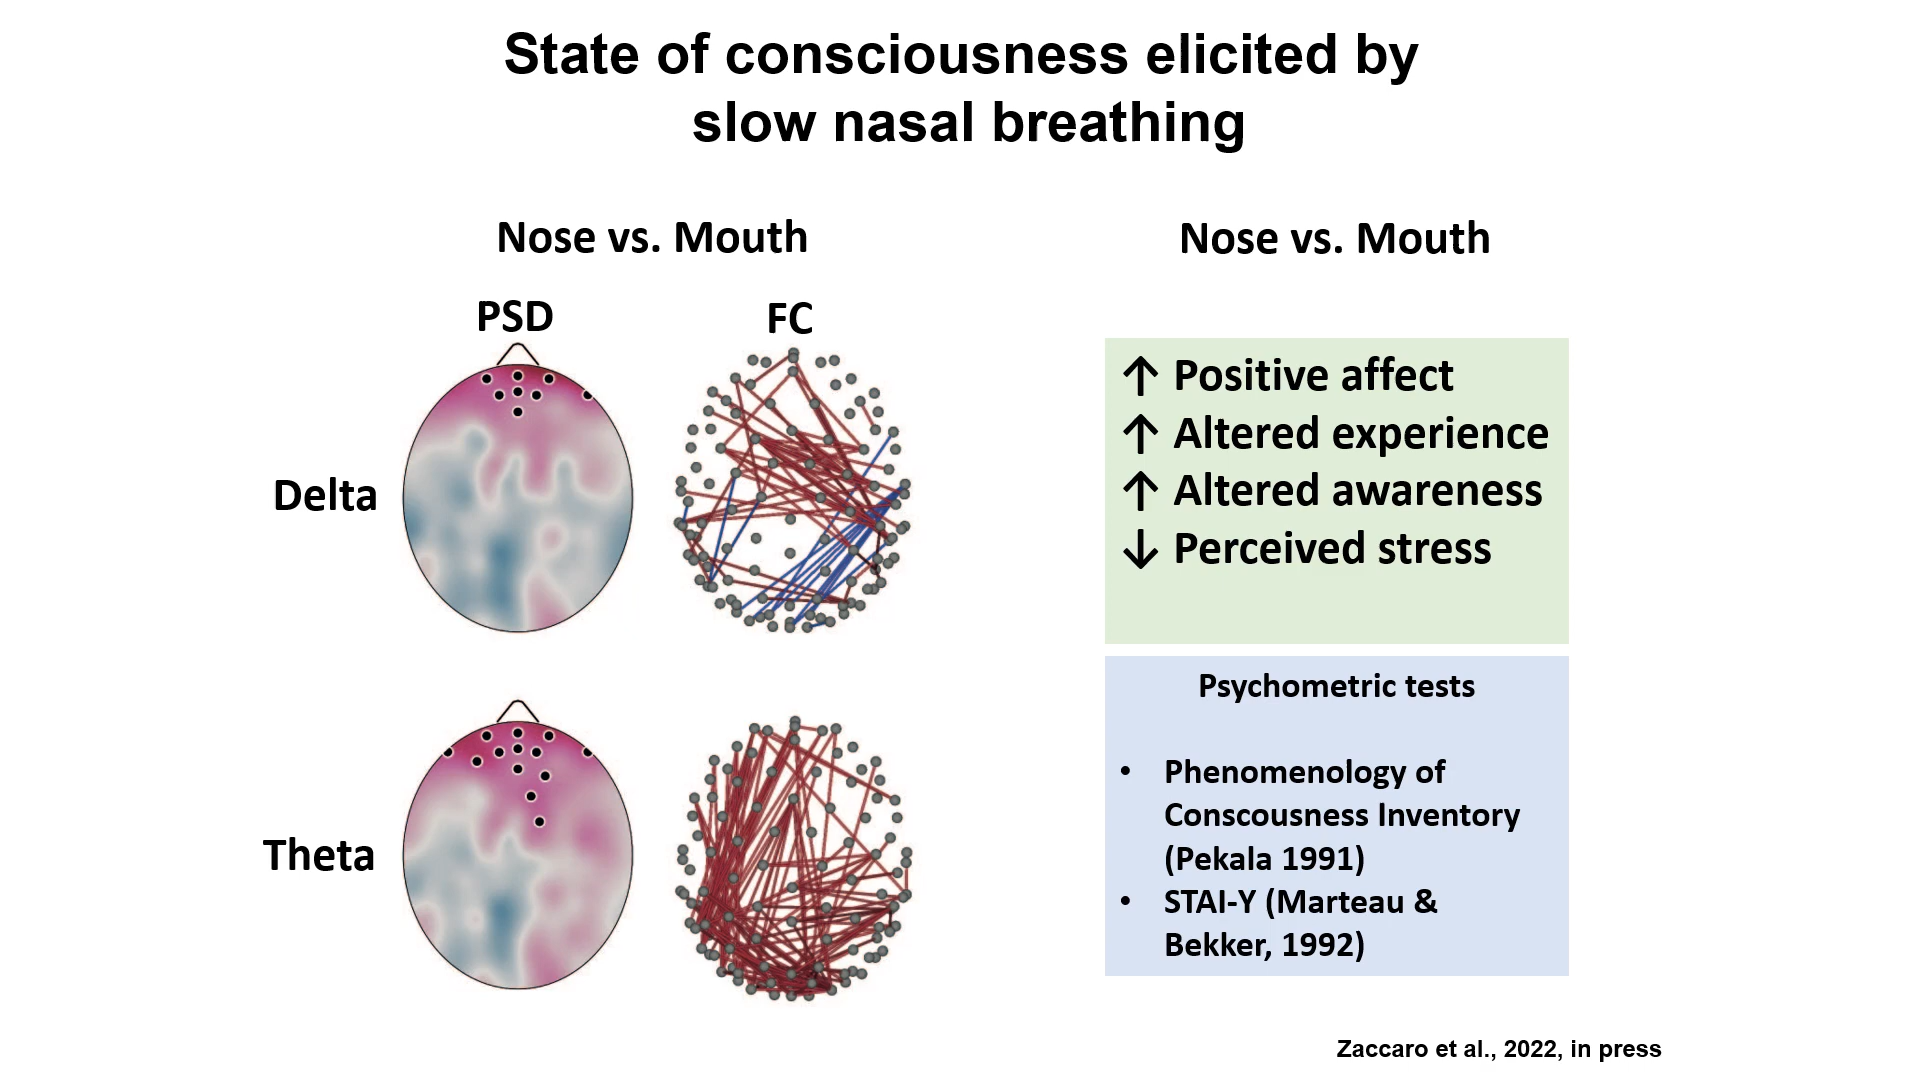 State of consciousness elicited by
slow nasal breathing
Nose vs. Mouth
PSD
FC
Delta
Theta
Nose vs. Mouth
↑ Positive affect
↑ Altered experience
↑ Altered awareness
↓ Perceived stress
Psychometric tests
• Phenomenology of
Conscousness Inventory
(Pekala 1991)
• STAI-Y (Marteau &
Bekker, 1992)
Zaccaro et al., 2022, in press